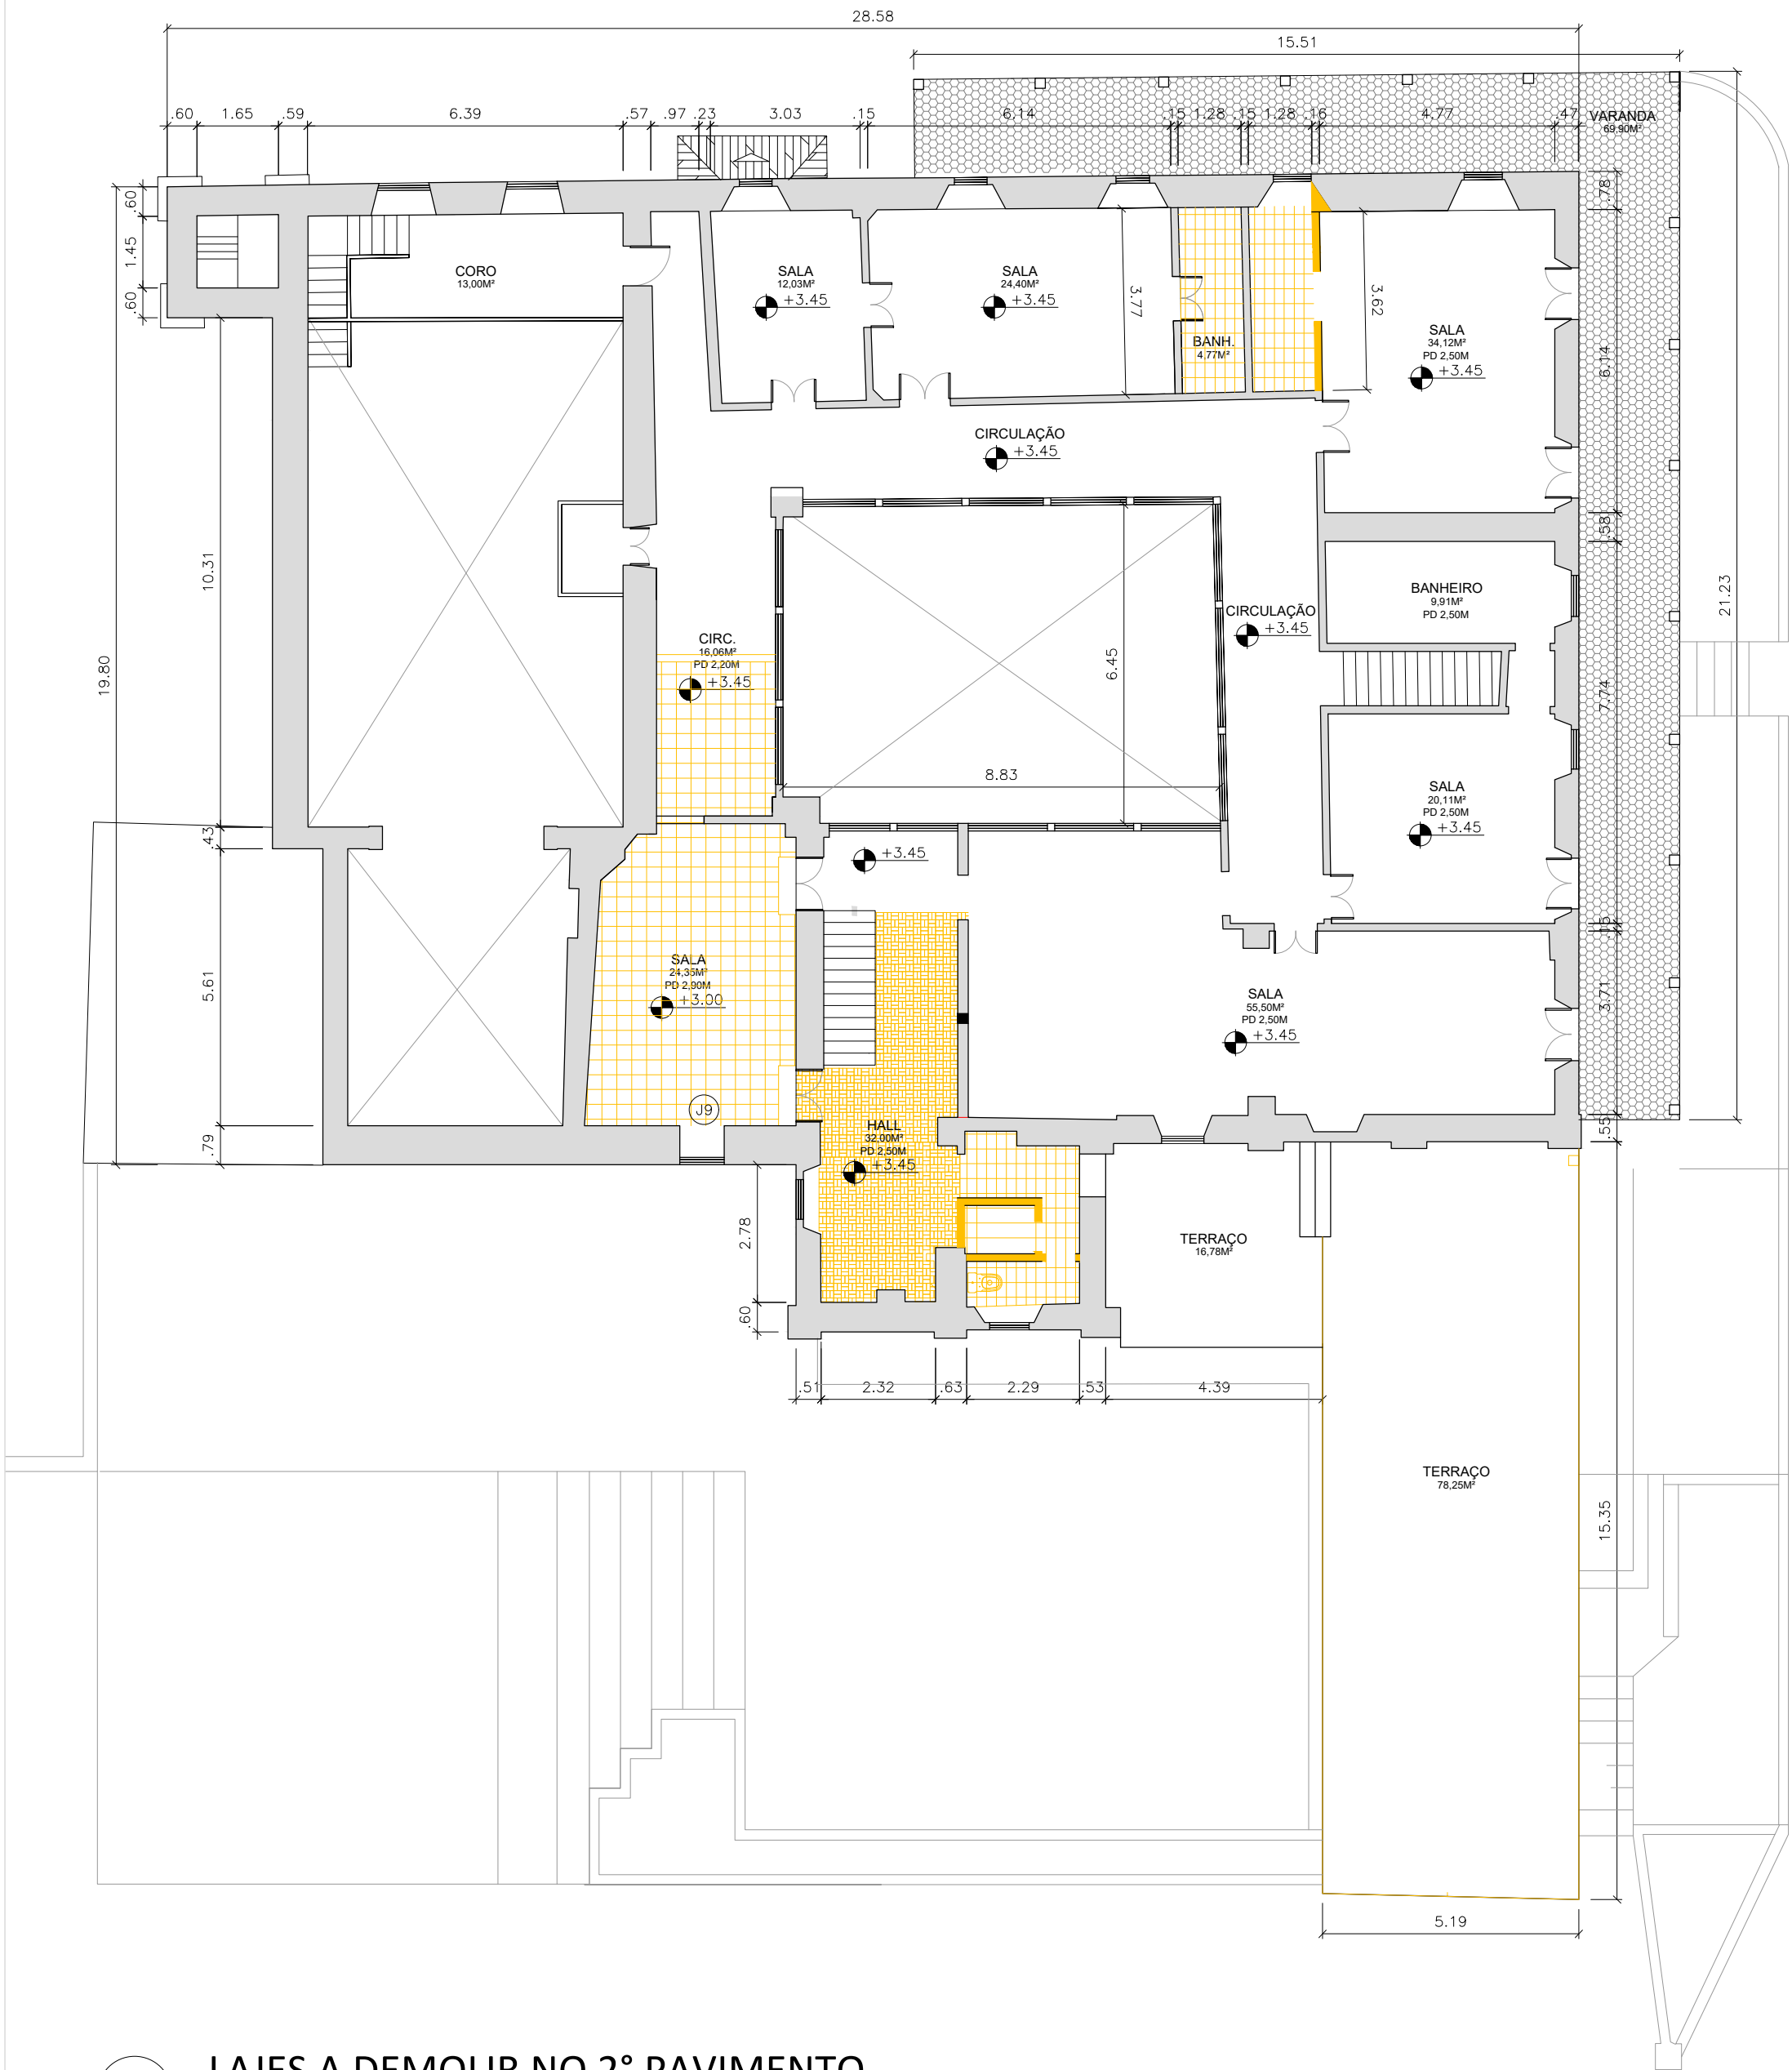 28.58
15.51
.60 1.65 .59 6.39 .57 .97 .23 3.03 .15 6.14 .15 1.28 .15 1.28 .16 4.77 .47
VARANDA
69,90M²
.60
1.45
.60
10.31
19.80
.43
5.61
.79
CORO
13,00M²
SALA
12,03M²
+3.45
SALA
24,40M²
+3.45
3.77
BANH.
4,77M²
3.62
SALA
34,12M²
PD 2,50M
+3.45
.78
6.14
.58
7.74
.15
3.71
.55
15.35
21.23
CIRCULAÇÃO
+3.45
CIRCULAÇÃO
+3.45
BANHEIRO
9,91M²
PD 2,50M
CIRC.
16,06M²
PD 2,20M
+3.45
6.45
8.83
SALA
20,11M²
PD 2,50M
+3.45
+3.45
SALA
24,35M²
PD 2,90M
+3.00
J9
SALA
55,50M²
PD 2,50M
+3.45
HALL
32,00M²
PD 2,50M
+3.45
2.78
.60
TERRAÇO
16,78M²
.51 2.32 .63 2.29 .53 4.39
TERRAÇO
78,25M²
5.19
LAJES A DEMOLIR NO 2° PAVIMENTO